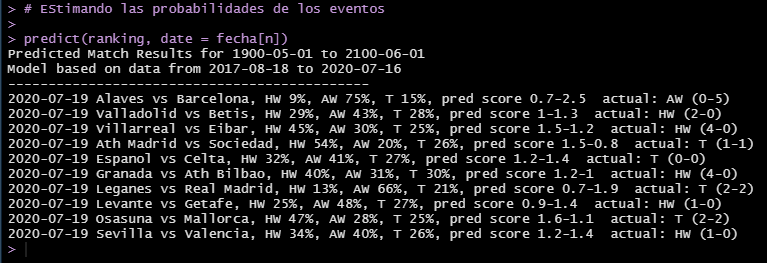 > # EStimando las probabilidades de los eventos
>
> predict(ranking, date = fecha[n])
Predicted Match Results for 1900-05-01 to 2100-06-01
Model based on data from 2017-08-18 to 2020-07-16
---------------------------------------------
2020-07-19 Alaves vs Barcelona, HW 9%, AW 75%, T 15%, pred score 0.7-2.5  actual: AW (0-5)
2020-07-19 Valladolid vs Betis, HW 29%, AW 43%, T 28%, pred score 1-1.3  actual: HW (2-0)
2020-07-19 Villarreal vs Eibar, HW 45%, AW 30%, T 25%, pred score 1.5-1.2  actual: HW (4-0)
2020-07-19 Ath Madrid vs Sociedad, HW 54%, AW 20%, T 26%, pred score 1.5-0.8  actual: T (1-1)
2020-07-19 Espanol vs Celta, HW 32%, AW 41%, T 27%, pred score 1.2-1.4  actual: T (0-0)
2020-07-19 Granada vs Ath Bilbao, HW 40%, AW 31%, T 30%, pred score 1.2-1  actual: HW (4-0)
2020-07-19 Leganes vs Real Madrid, HW 13%, AW 66%, T 21%, pred score 0.7-1.9  actual: T (2-2)
2020-07-19 Levante vs Getafe, HW 25%, AW 48%, T 27%, pred score 0.9-1.4  actual: HW (1-0)
2020-07-19 Osasuna vs Mallorca, HW 47%, AW 28%, T 25%, pred score 1.6-1.1  actual: T (2-2)
2020-07-19 Sevilla vs Valencia, HW 34%, AW 40%, T 26%, pred score 1.2-1.4  actual: HW (1-0)
>